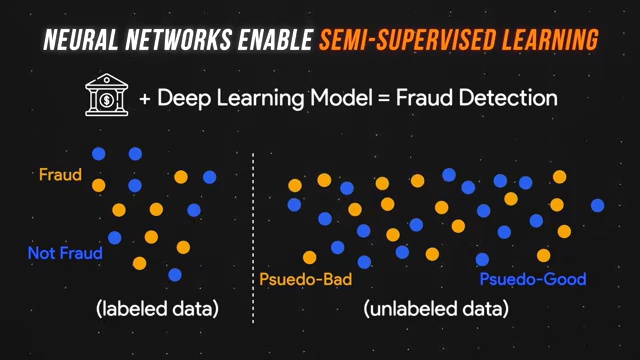 NEURAL NETWORKS ENABLE SEMI-SUPERVISED LEARNING
$ + Deep Learning Model = Fraud Detection
Fraud
Not Fraud
(labeled data)
Psuedo-Bad
Psuedo-Good
(unlabeled data)